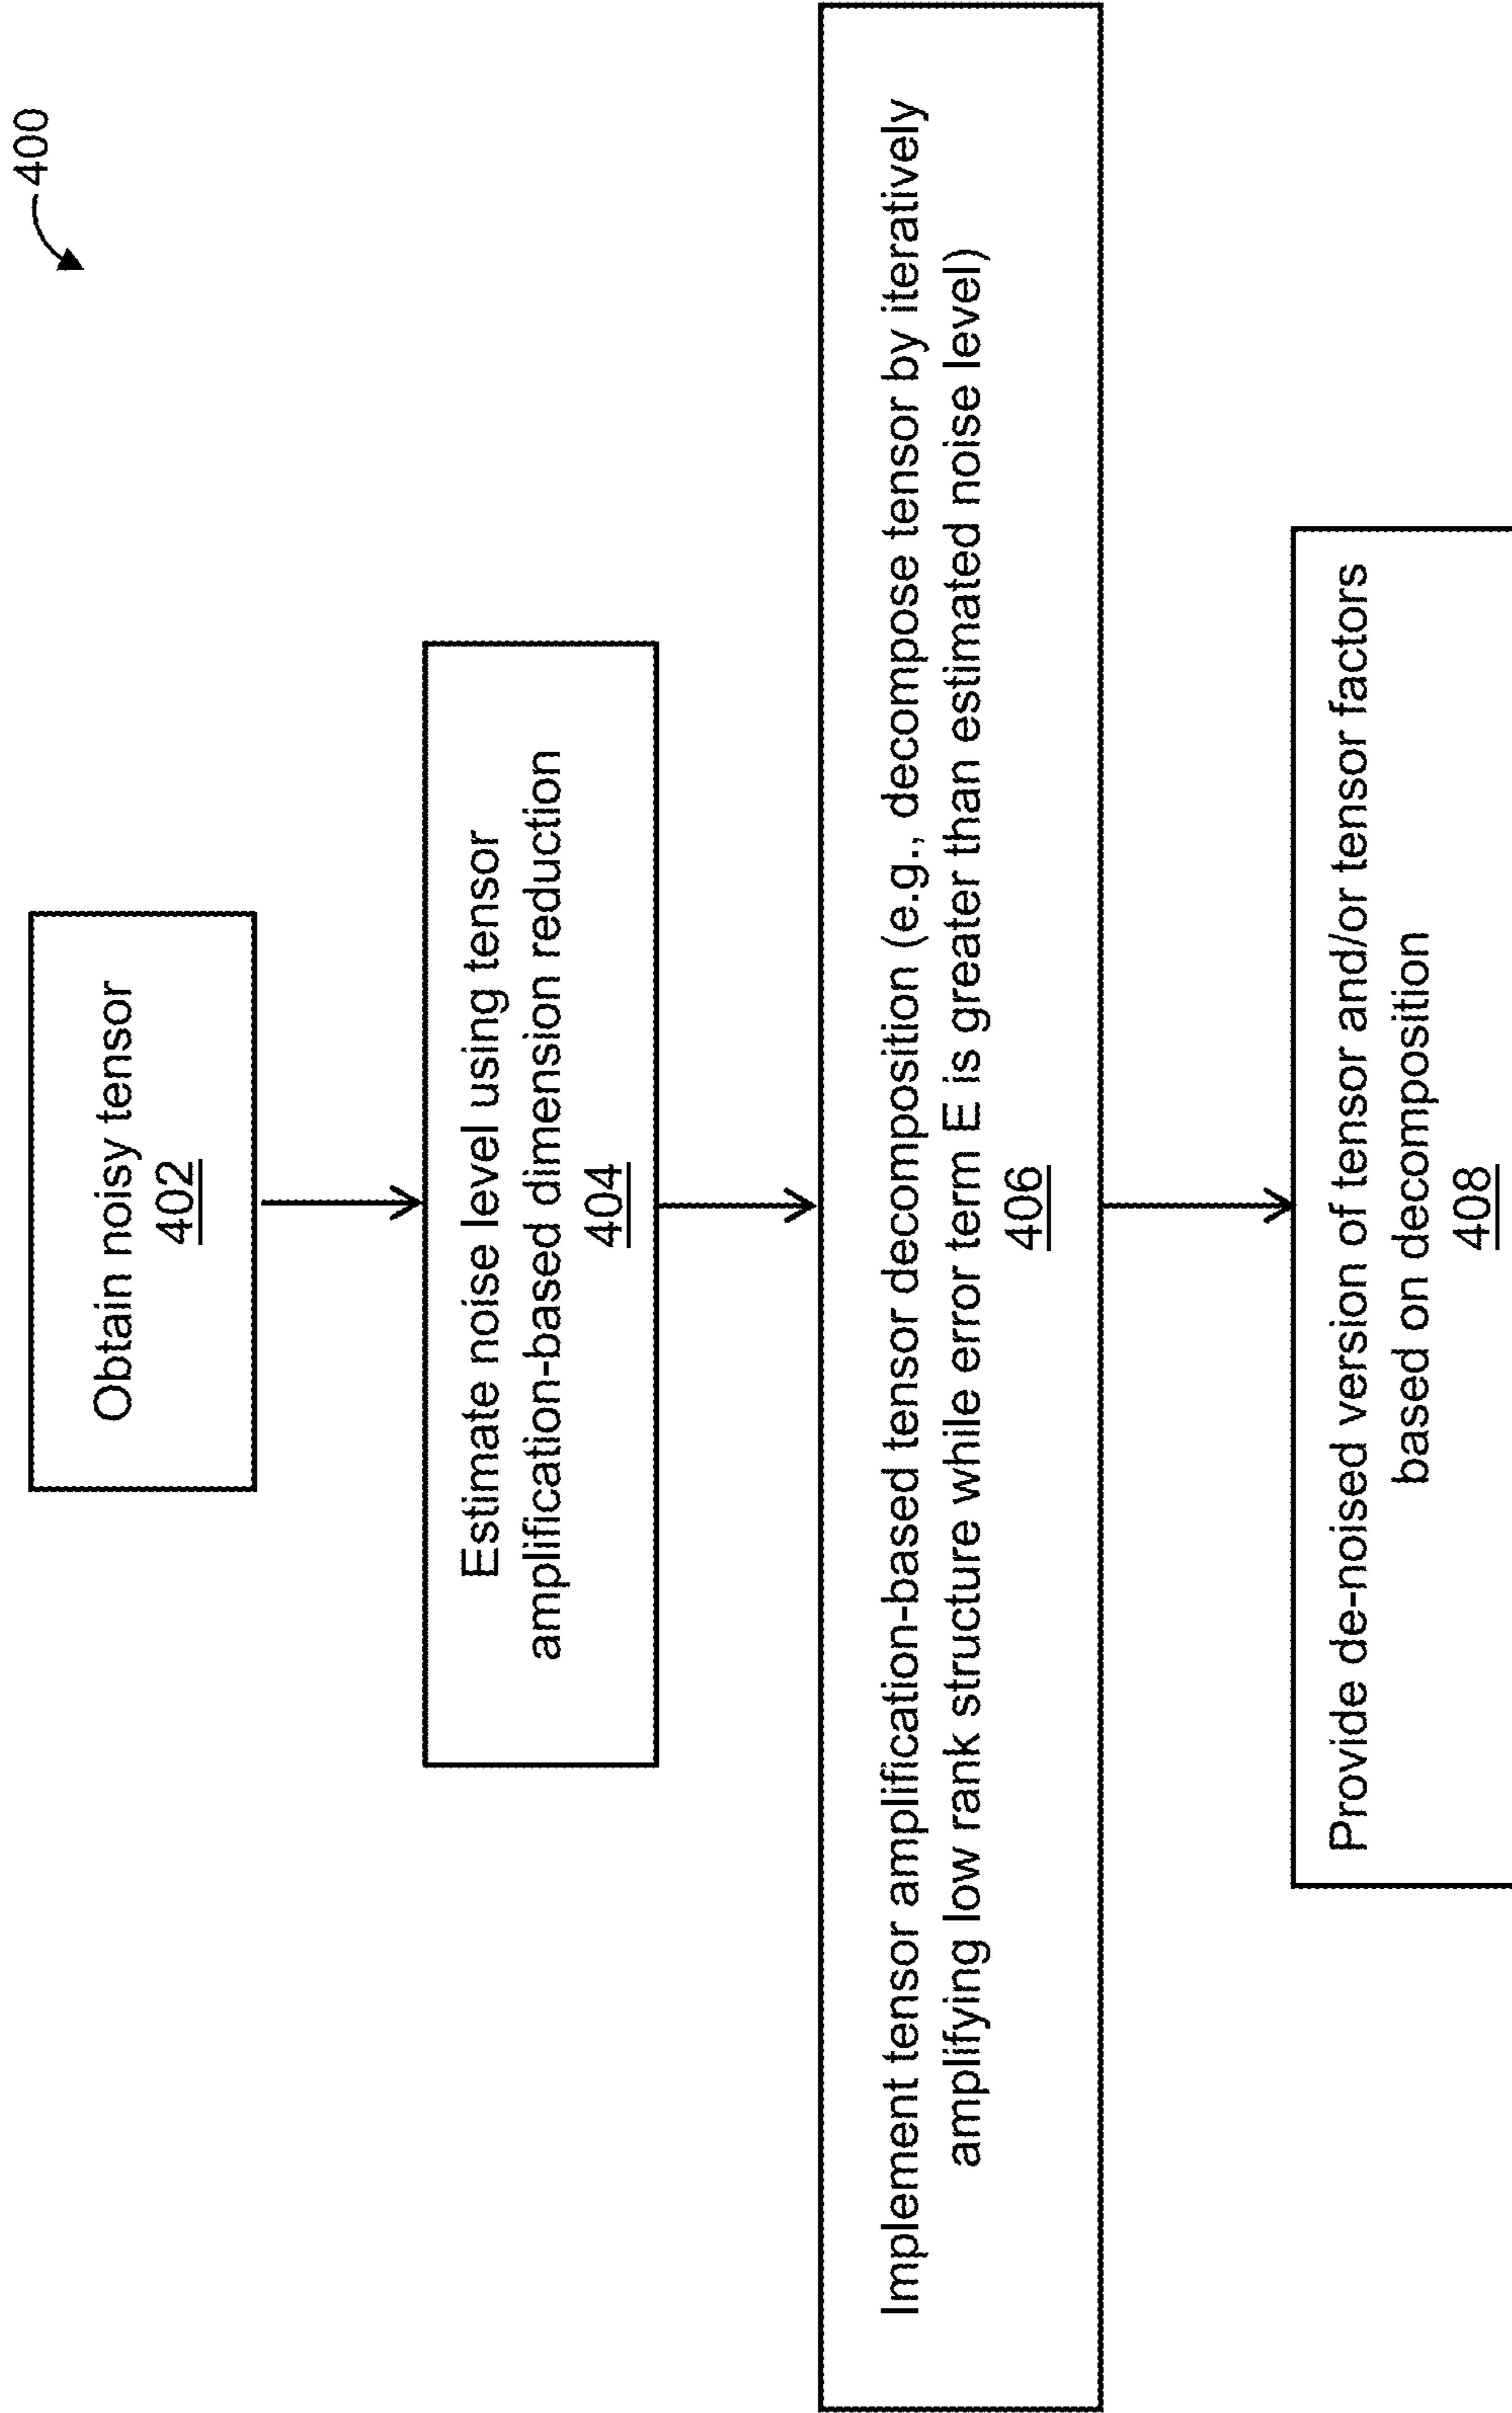 400
Obtain noisy tensor
402
Estimate noise level using tensor
amplification-based dimension reduction
404
Implement tensor amplification-based tensor decomposition (e.g., decompose tensor by iteratively
amplifying low rank structure while error term E is greater than estimated noise level)
406
Provide de-noised version of tensor and/or tensor factors
based on decomposition
408